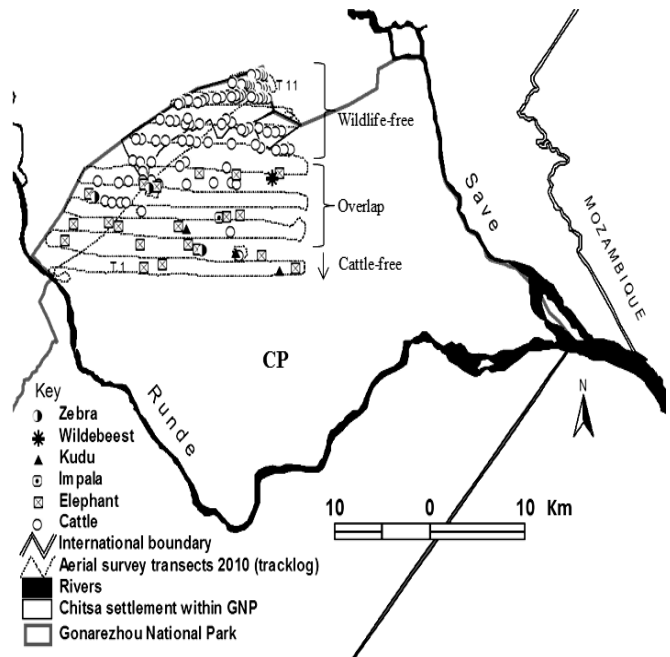 T 11
Wildlife-free
Overlap
Cattle-free
T 1
Save
MOZAMBIQUE
CP
Runde
N
Key
Zebra
Wildebeest
Kudu
Impala
Elephant
Cattle
International boundary
Aerial survey transects 2010 (tracklog)
Rivers
Chitsa settlement within GNP
Gonarezhou National Park
10 0 10 Km